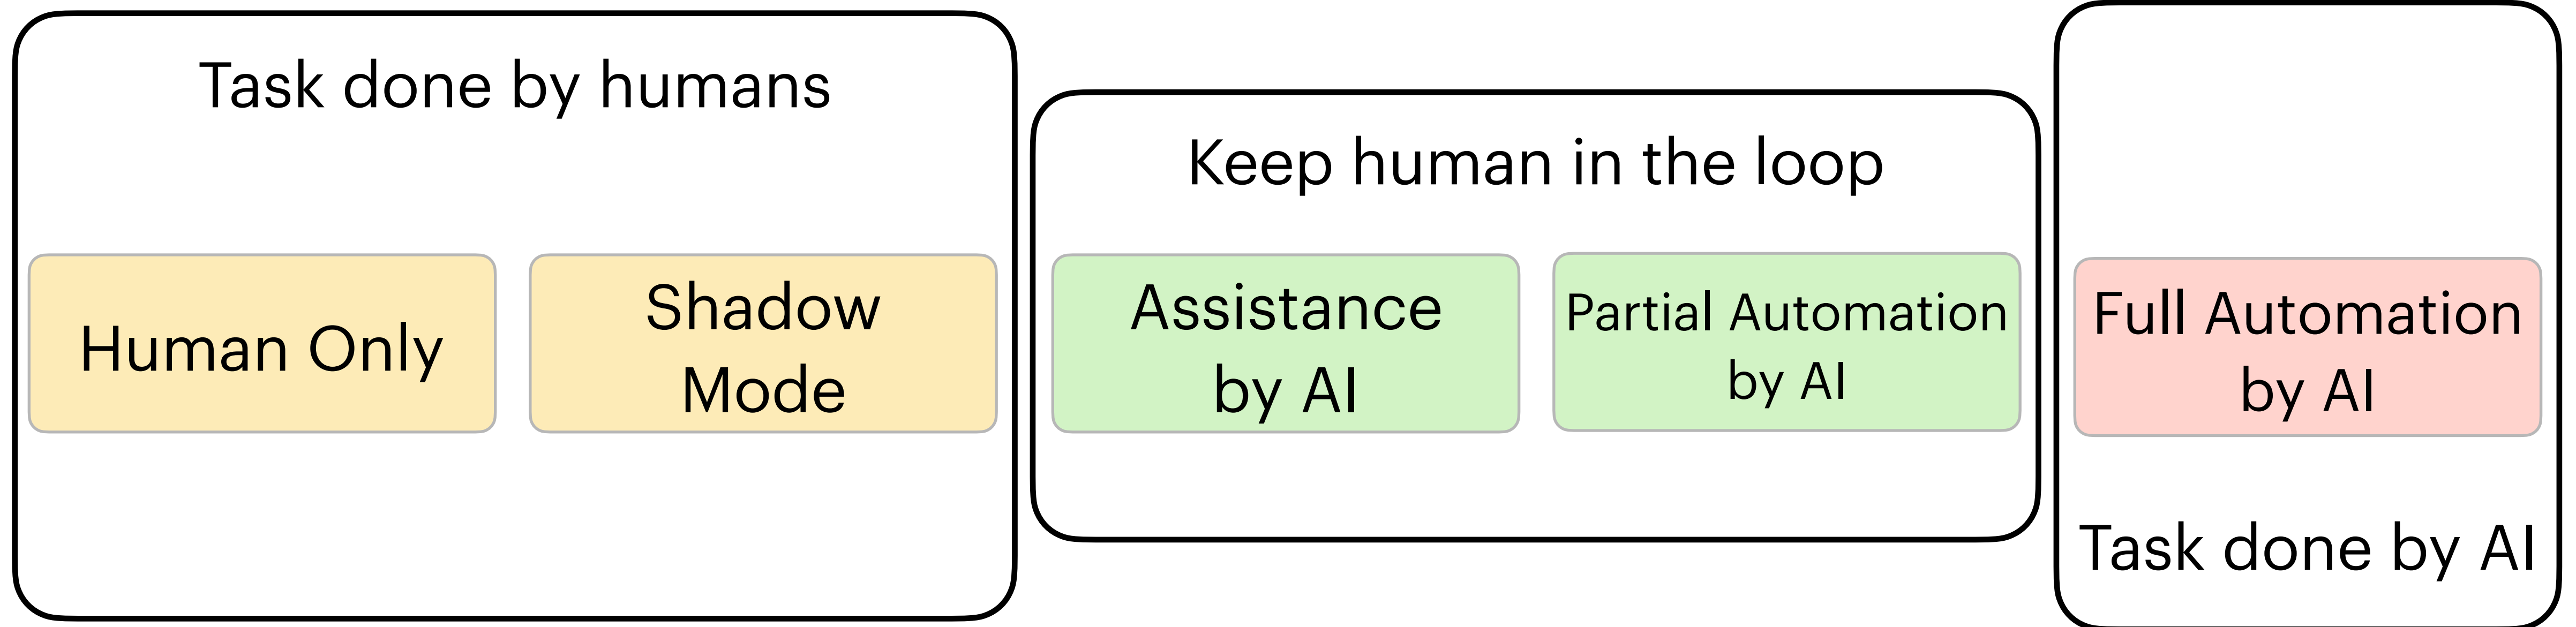 Task done by humans
Human Only
Shadow
Mode
Keep human in the loop
Assistance
by AI
Partial Automation
by AI
Full Automation
by AI
Task done by AI